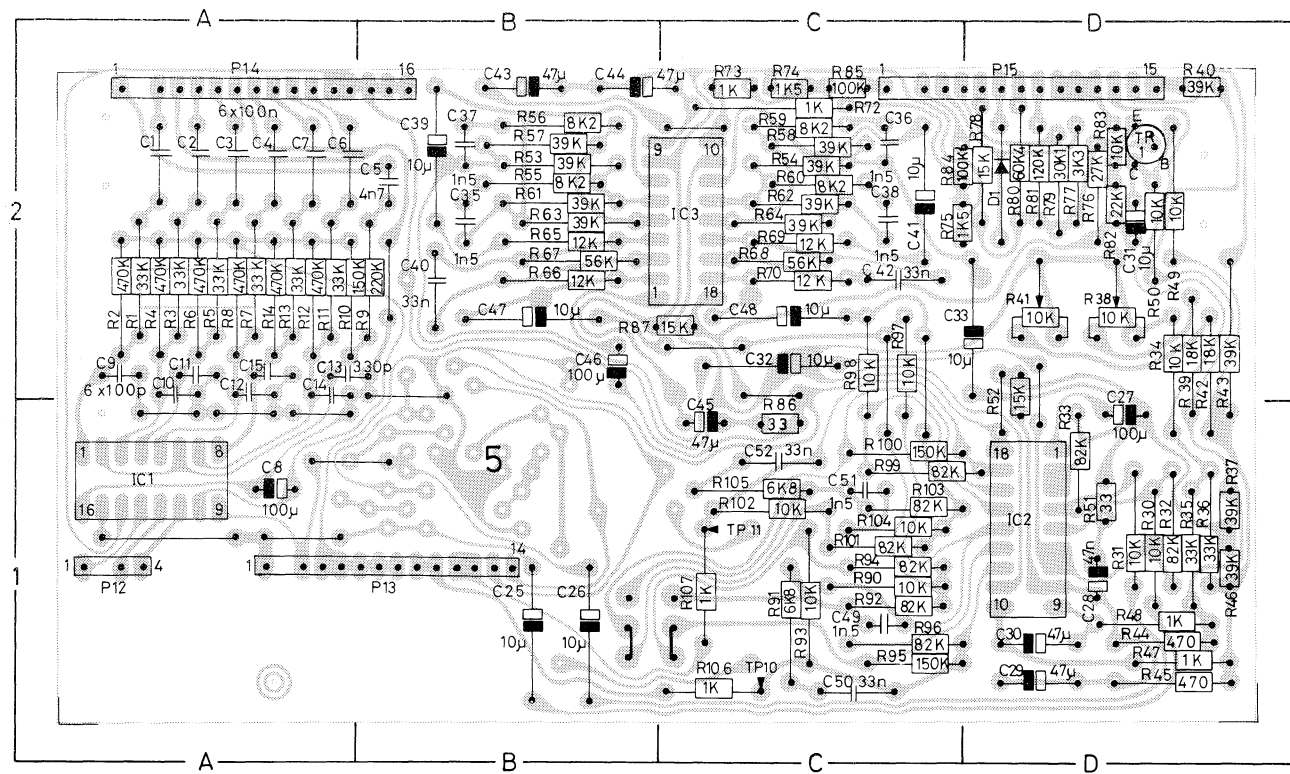 A B C D
1 P14 16
C43 47µ C44 47µ
R73 1K R74 1K5 R85 100K
1 P15 15
R40 39K
6x100n
C1 C2 C3 C4 C7 C6
C5 4n7
C39 10µ
C37 1n5
C35 1n5
C40 33n
R56 8K2
R57 39K
R53 39K
R55 8K2
R61 39K
R63 39K
R65 12K
R67 56K
R66 12K
9 10
IC3
1 18
1K R72
R59 8K2
R58 39K
R54 39K
R60 8K2
R62 39K
R64 39K
R69 12K
R68 56K
R70 12K
C36 1n5
C38 1n5
10µ C41
C42 33n
R84 100K
R78 15K
R75 1K5
D1
R80 60K4
R81 120K
R79 30K1
R77 3K3
R76
R83 27K
10K
TR 1
B
C
22K R82
C31 10µ
10K R50
10K R49
2 2
470K 33K 470K 33K 470K 33K 470K 33K 470K 33K 470K 33K 150K 220K
R2 R1 R4 R3 R6 R5 R8 R7 R14 R13 R12 R11 R10 R9
C47 10µ
R87 15K
C48 10µ
C46 100µ
C32 10µ
R98 10K
R97 10K
C33 10µ
R41 10K
R38 10K
R34 10K
R39 18K
R42 18K
R43 39K
C9 C11 C15 C13 330p
6x100p C10 C12 C14
R52 15K
R33 82K
C27 100µ
C45 47µ
R86 33
1 8
IC1
16 9
C8 100µ
5
C52 33n
R105 6K8
R102 10K
C51 1n5
R100 150K
R99 82K
R103 82K
R104 10K
R101 82K
R94 82K
R90 10K
R92 82K
C49 1n5
R96 82K
R95 150K
C50 33n
18 1
IC2
10 9
R51 33
47n C28
R31 10K
R30 10K
R32 82K
R35 33K
R36 33K
R37 39K
R46 39K
TP11
1 P12 4
1 P13 14
1 1
C25 10µ
C26 10µ
R107 1K
R91 6K8
R93 10K
R106 1K
TP10
C30 47µ
C29 47µ
R48 1K
R44 470
R47 1K
R45 470
A B C D